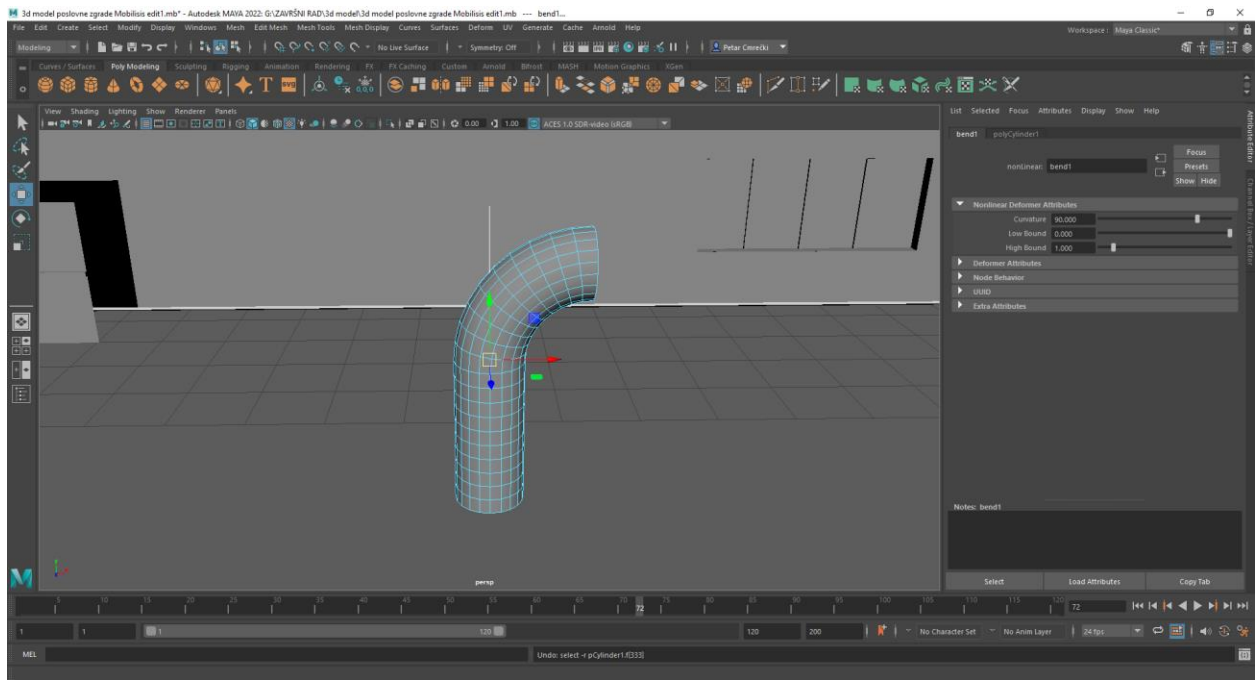 3d model poslovne zgrade Mobilisis edit1.mb* - Autodesk MAYA 2022: G:\ZAVRŠNI RAD\3d model\3d model poslovne zgrade Mobilisis edit1.mb --- bend1...
File Edit Create Select Modify Display Windows Mesh Edit Mesh Mesh Tools Mesh Display Curves Surfaces Deform UV Generate Cache Arnold Help
Workspace: Maya Classic*
Modeling No Live Surface Symmetry: Off Petar Cmrečki
Curves / Surfaces Poly Modeling Sculpting Rigging Animation Rendering FX FX Caching Custom Arnold Bifrost MASH Motion Graphics XGen
View Shading Lighting Show Renderer Panels
0.00 1.00 ACES 1.0 SDR-video (sRGB)
List Selected Focus Attributes Display Show Help
bend1 polyCylinder1
Focus
nonLinear: bend1 Presets
Show Hide
Nonlinear Deformer Attributes
Curvature 90.000
Low Bound 0.000
High Bound 1.000
Deformer Attributes
Node Behavior
UUID
Extra Attributes
Attribute Editor
Channel Box / Layer Editor
Notes: bend1
persp
Select Load Attributes Copy Tab
5 10 15 20 25 30 35 40 45 50 55 60 65 70 72 75 80 85 90 95 100 105 110 115 120 72
1 1 1 120 120 200 No Character Set No Anim Layer 24 fps
MEL Undo: select -r pCylinder1.f[333]